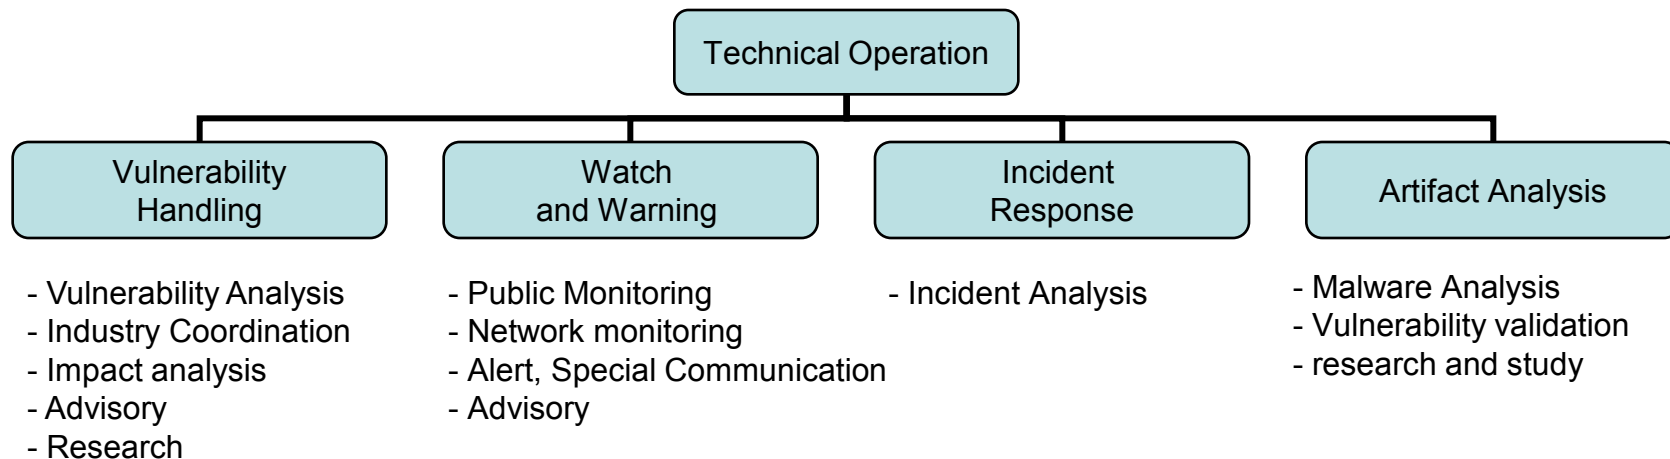 Technical Operation
Vulnerability
Handling
Watch
and Warning
Incident
Response
Artifact Analysis
- Vulnerability Analysis
- Industry Coordination
- Impact analysis
- Advisory
- Research
- Public Monitoring
- Network monitoring
- Alert, Special Communication
- Advisory
- Incident Analysis
- Malware Analysis
- Vulnerability validation
- research and study